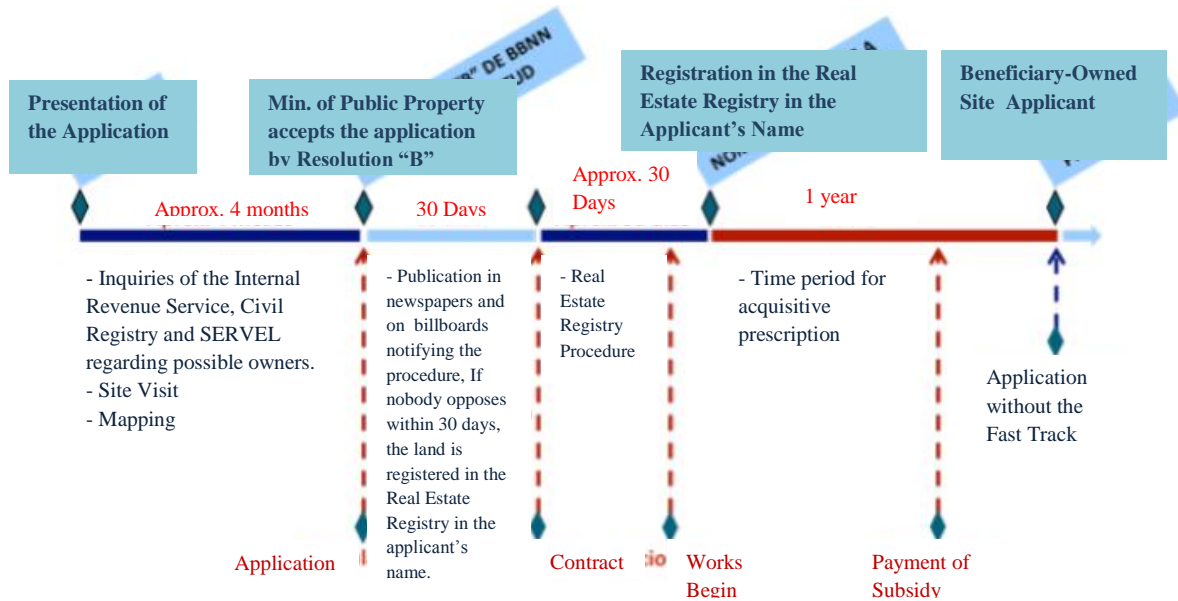 "B" DE BBNN
Presentation of
the Application
Min. of Public Property
accepts the application
by Resolution "B"
Registration in the Real
Estate Registry in the
Applicant's Name
Beneficiary-Owned
Site Applicant
Approx. 4 months
30 Days
Approx. 30
Days
1 year
- Inquiries of the Internal
Revenue Service, Civil
Registry and SERVEL
regarding possible owners.
- Site Visit
- Mapping
- Publication in
newspapers and
on billboards
notifying the
procedure, If
nobody opposes
within 30 days,
the land is
registered in the
Real Estate
Registry in the
applicant's
name.
- Real
Estate
Registry
Procedure
- Time period for
acquisitive
prescription
Application
without the
Fast Track
Application
Contract
Works
Begin
Payment of
Subsidy